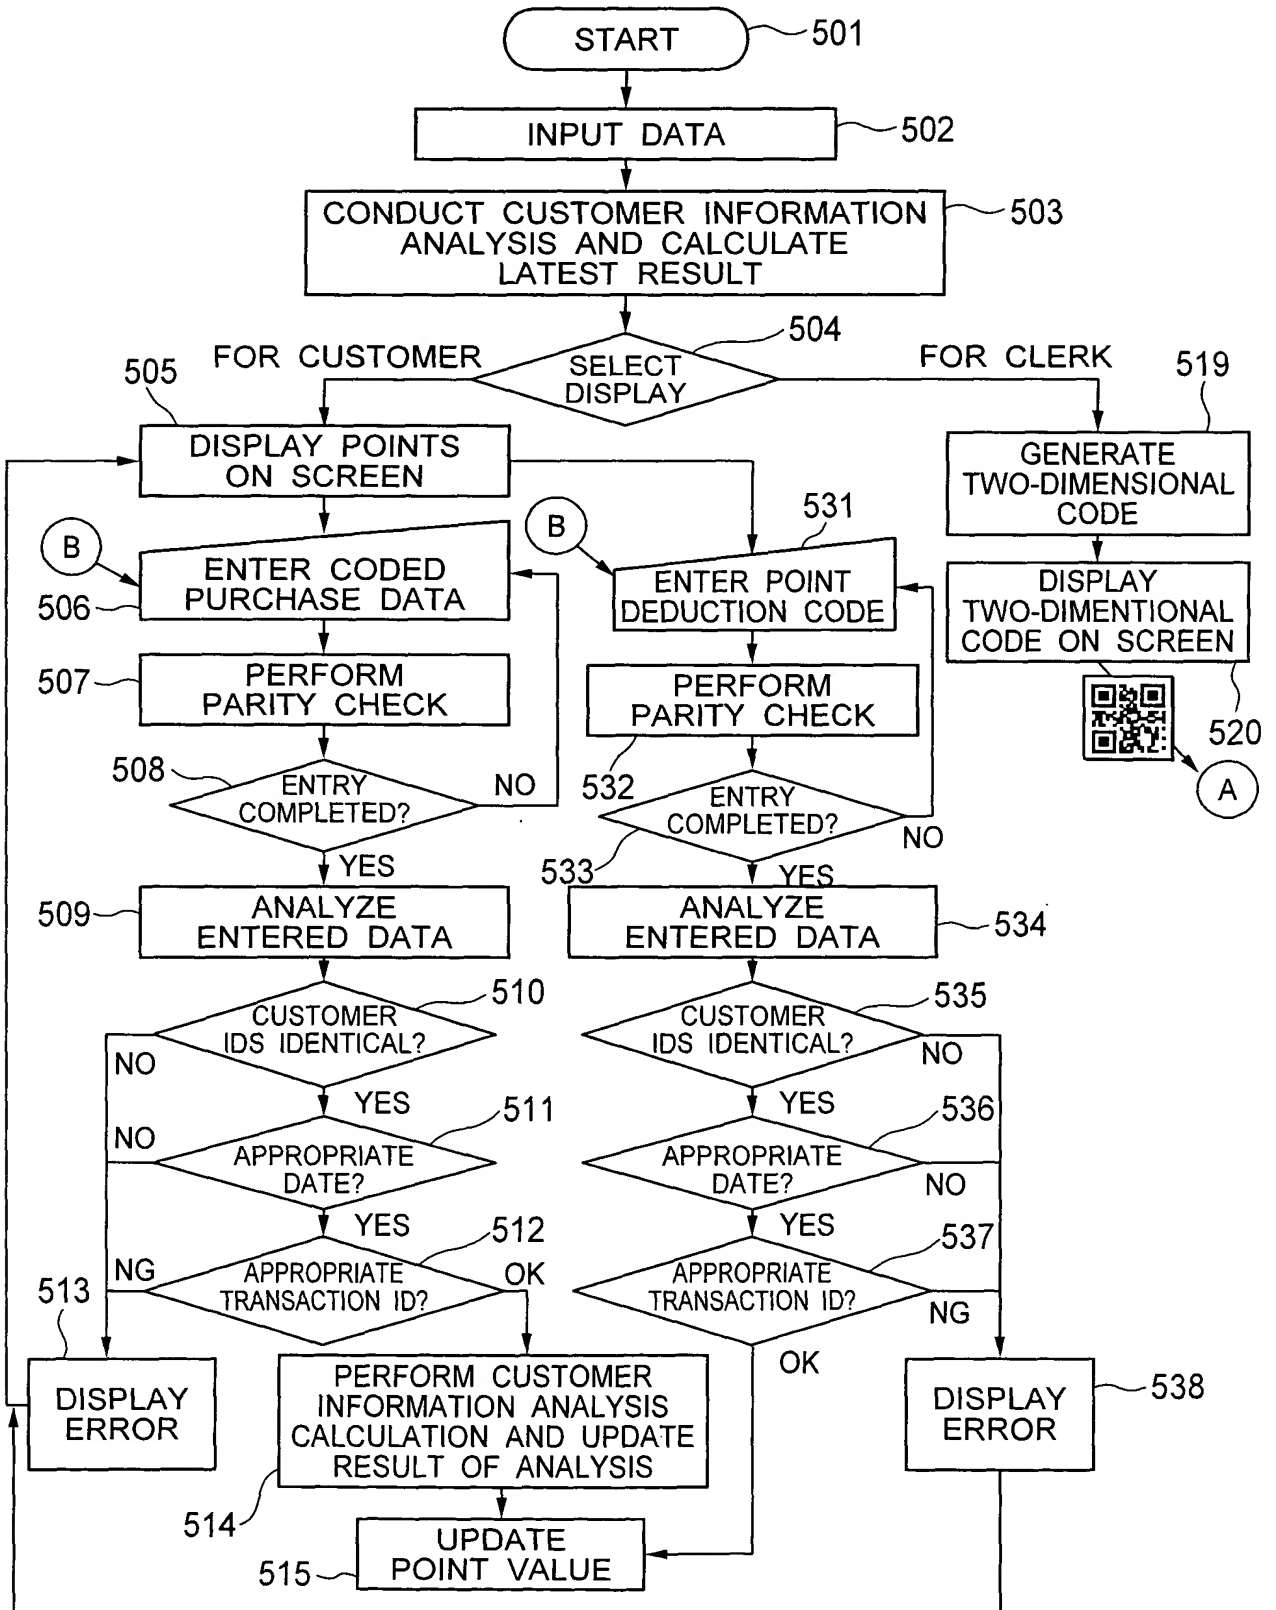 START
501
INPUT DATA
502
CONDUCT CUSTOMER INFORMATION
ANALYSIS AND CALCULATE
LATEST RESULT
503
504
FOR CUSTOMER
SELECT
DISPLAY
FOR CLERK
505
519
DISPLAY POINTS
ON SCREEN
GENERATE
TWO-DIMENSIONAL
CODE
B
506
ENTER CODED
PURCHASE DATA
B
531
ENTER POINT
DEDUCTION CODE
DISPLAY
TWO-DIMENTIONAL
CODE ON SCREEN
520
A
507
PERFORM
PARITY CHECK
PERFORM
PARITY CHECK
532
508
ENTRY
COMPLETED?
NO
YES
ENTRY
COMPLETED?
NO
533
YES
509
ANALYZE
ENTERED DATA
ANALYZE
ENTERED DATA
534
510
CUSTOMER
IDS IDENTICAL?
NO
YES
535
CUSTOMER
IDS IDENTICAL?
NO
YES
511
NO
APPROPRIATE
DATE?
YES
536
APPROPRIATE
DATE?
NO
YES
512
NG
APPROPRIATE
TRANSACTION ID?
OK
537
APPROPRIATE
TRANSACTION ID?
NG
OK
513
DISPLAY
ERROR
PERFORM CUSTOMER
INFORMATION ANALYSIS
CALCULATION AND UPDATE
RESULT OF ANALYSIS
514
DISPLAY
ERROR
538
UPDATE
POINT VALUE
515